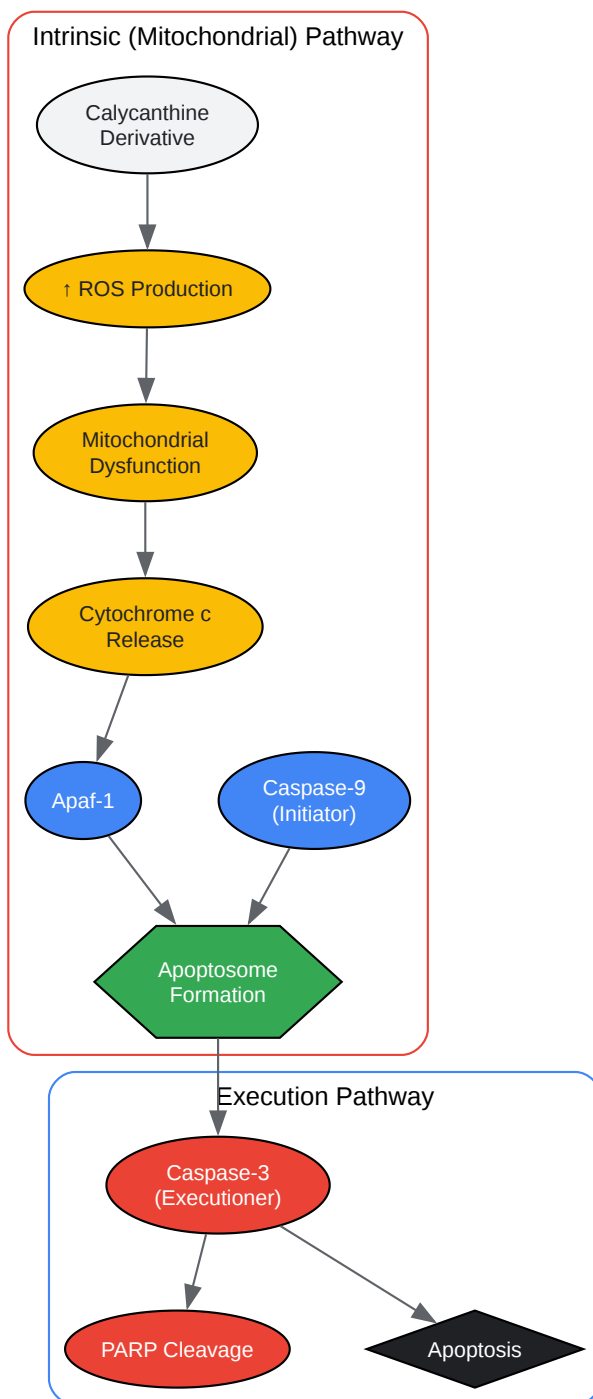 Intrinsic (Mitochondrial) Pathway
Calycanthine
Derivative
↑ ROS Production
Mitochondrial
Dysfunction
Cytochrome c
Release
Apaf-1
Caspase-9
(Initiator)
Apoptosome
Formation
Execution Pathway
Caspase-3
(Executioner)
PARP Cleavage
Apoptosis